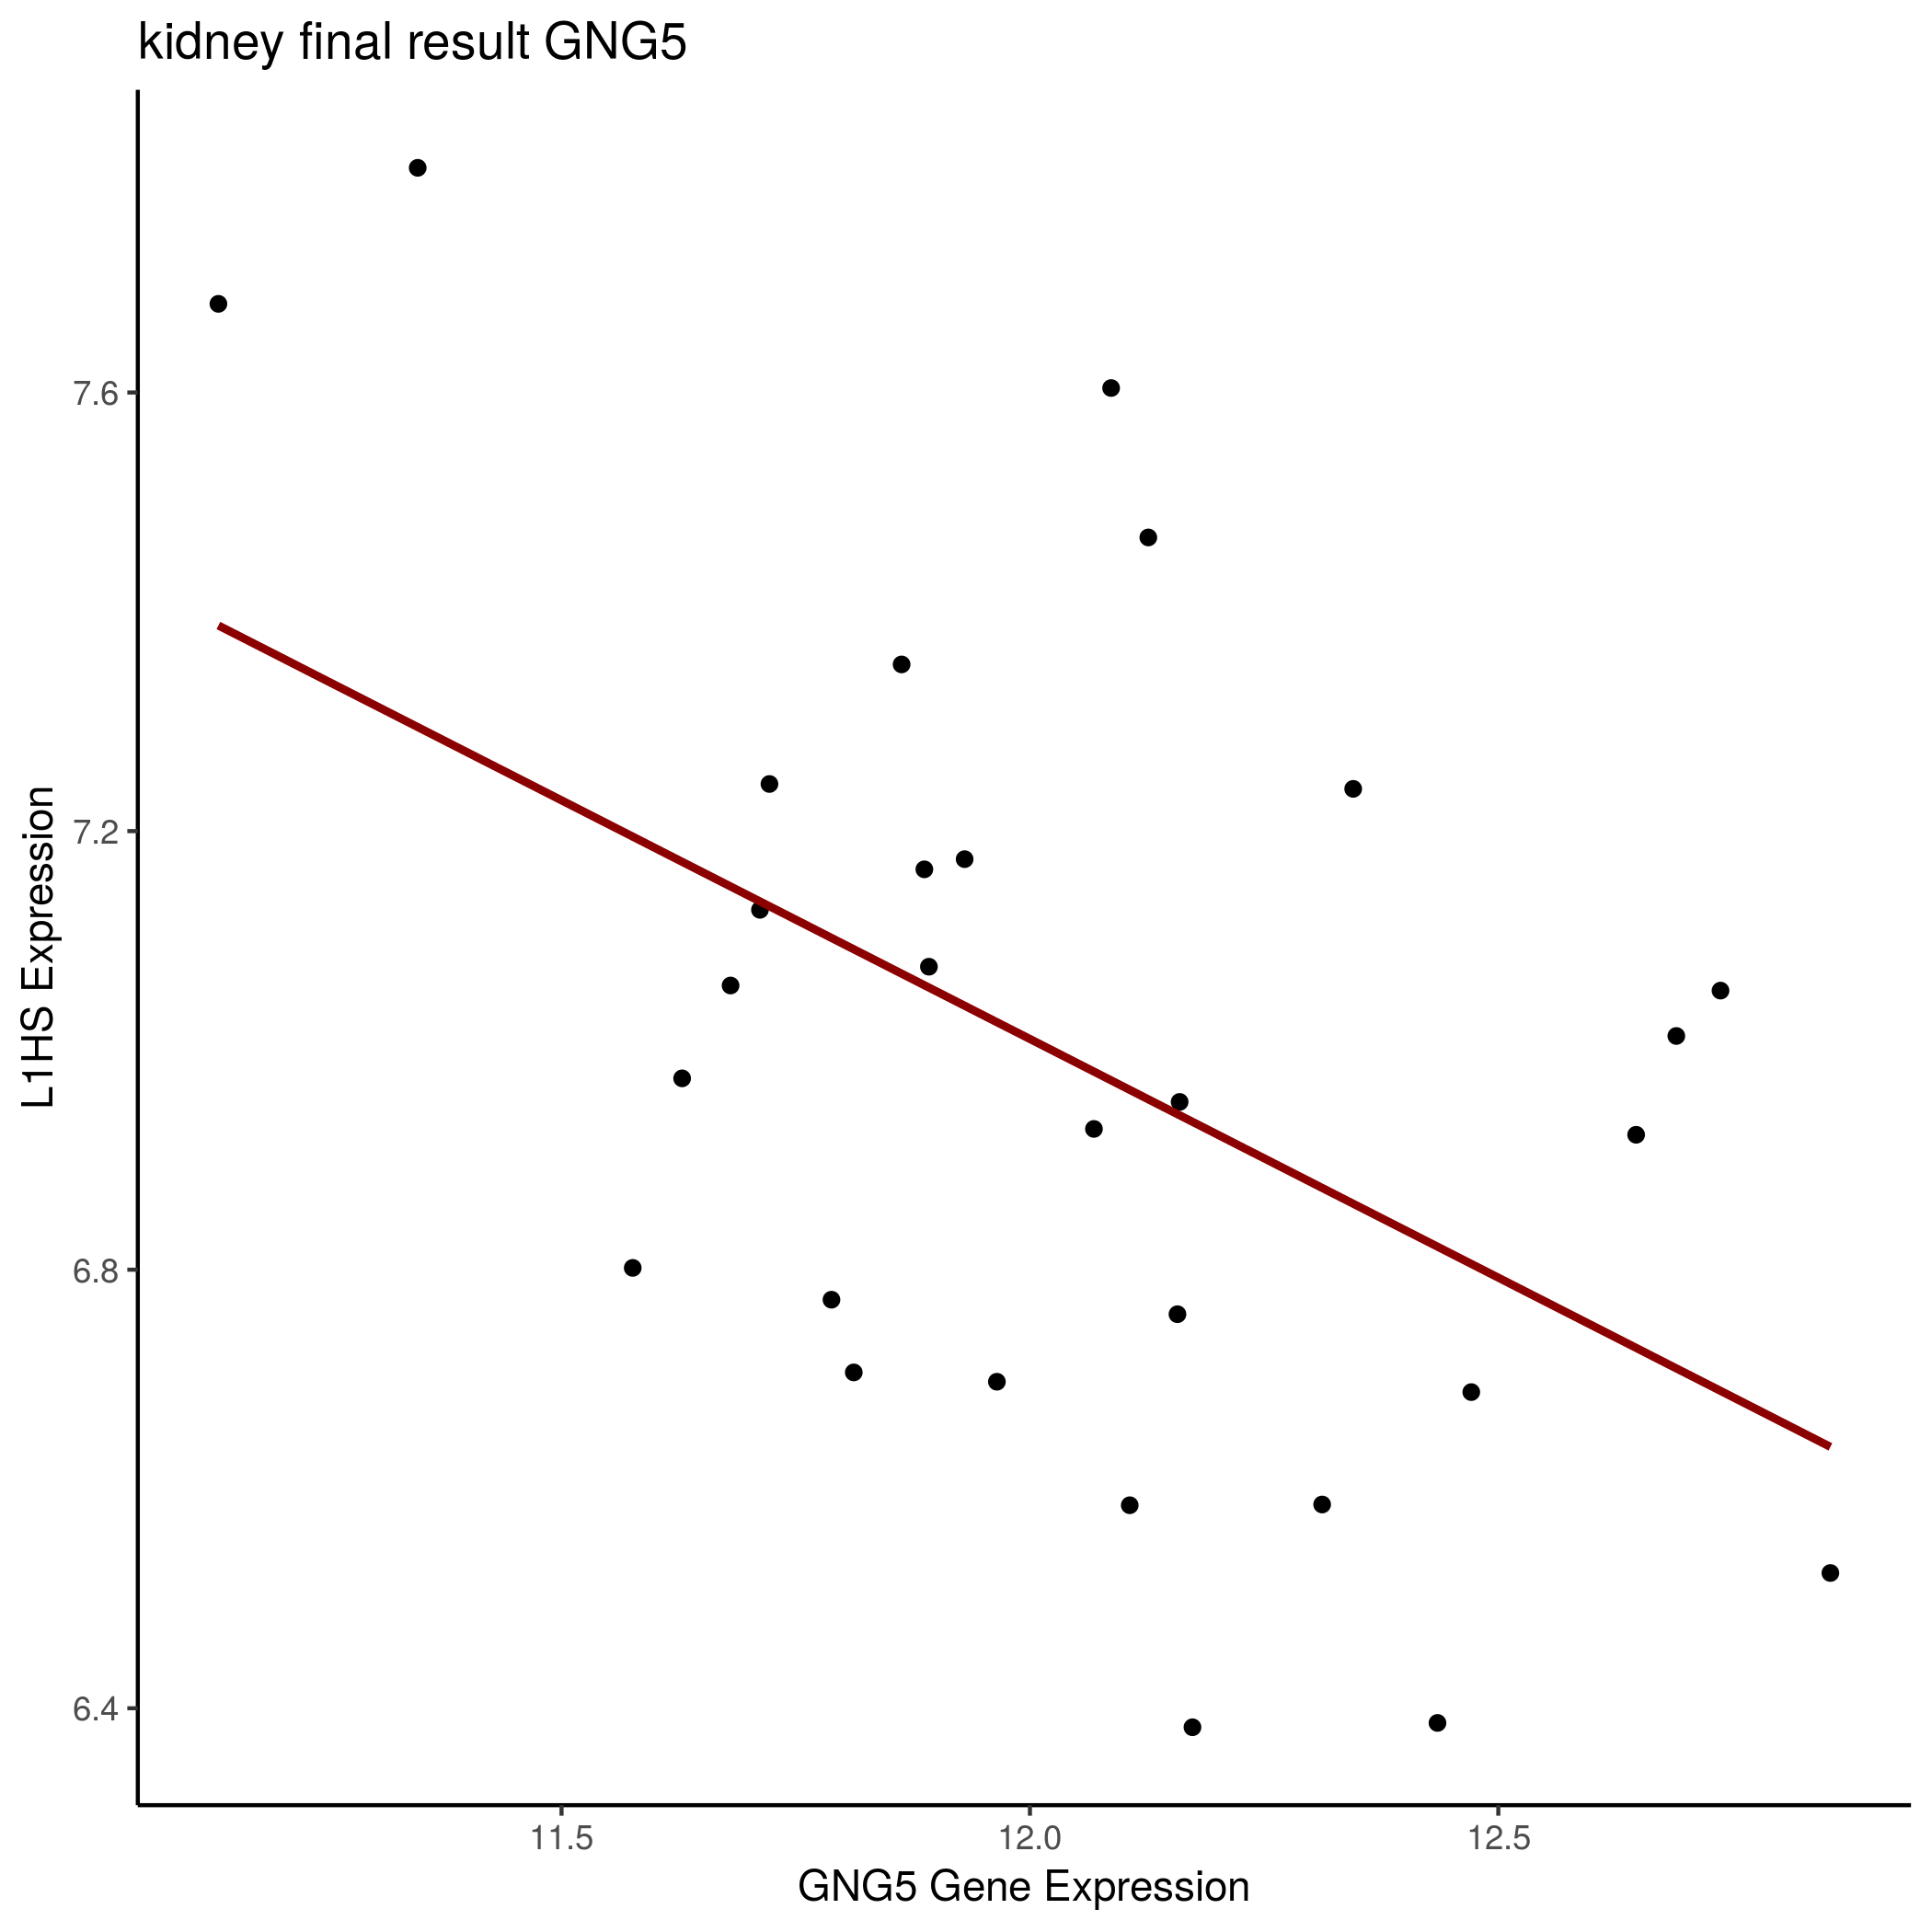 kidney final result GNG5
7.6
7.2
6.8
6.4
L1HS Expression
11.5
12.0
12.5
GNG5 Gene Expression